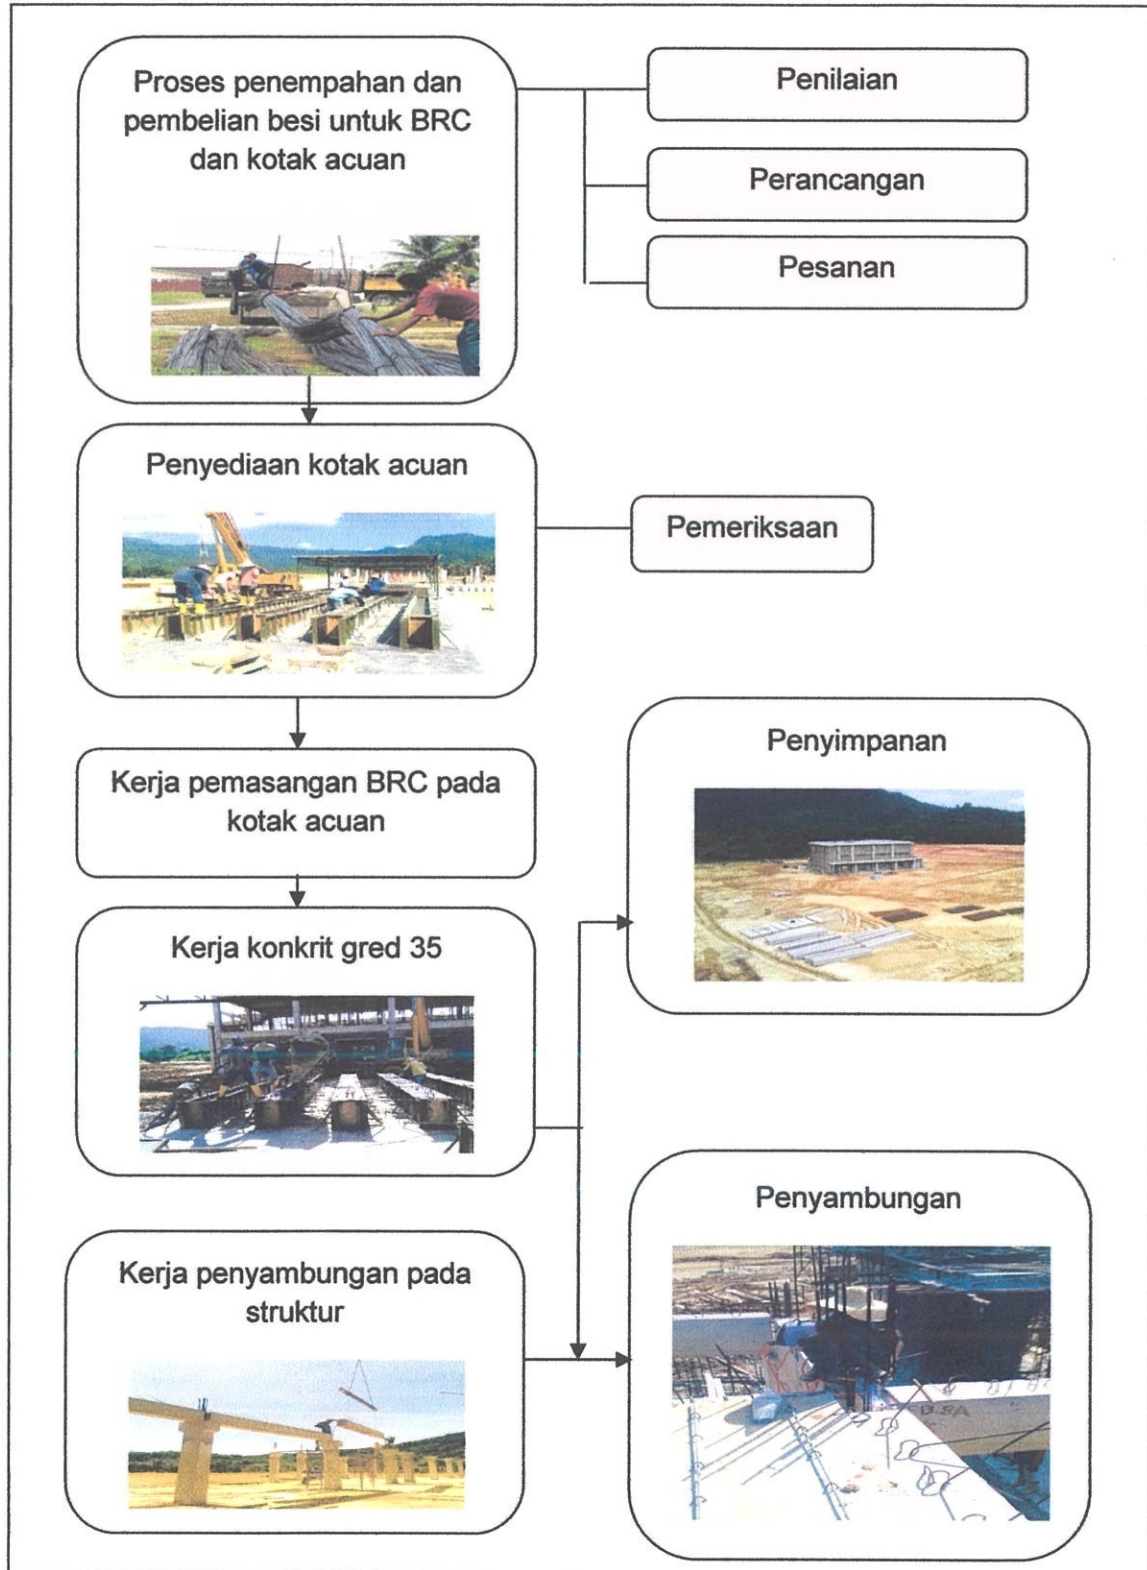 Proses penempahan dan
pembelian besi untuk BRC
dan kotak acuan
Penilaian
Perancangan
Pesanan
Penyediaan kotak acuan
Pemeriksaan
Kerja pemasangan BRC pada
kotak acuan
Penyimpanan
Kerja konkrit gred 35
Penyambungan
Kerja penyambungan pada
struktur